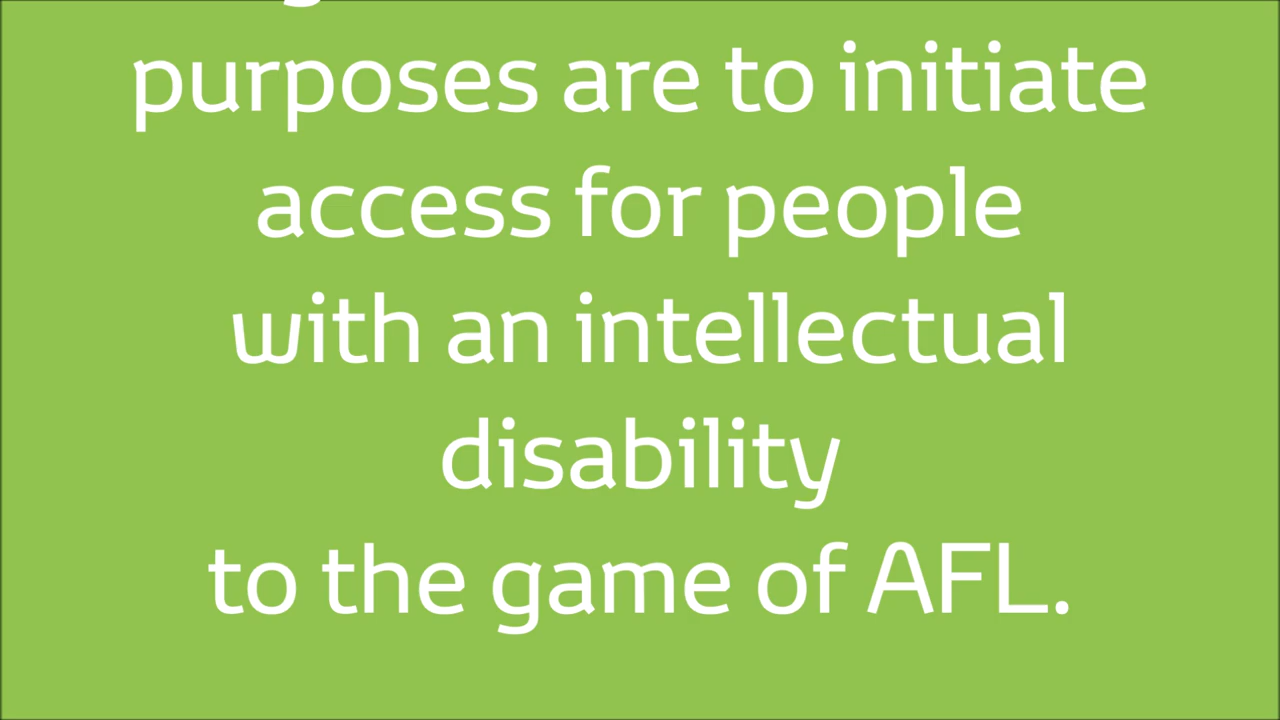 purposes are to initiate
access for people
with an intellectual
disability
to the game of AFL.